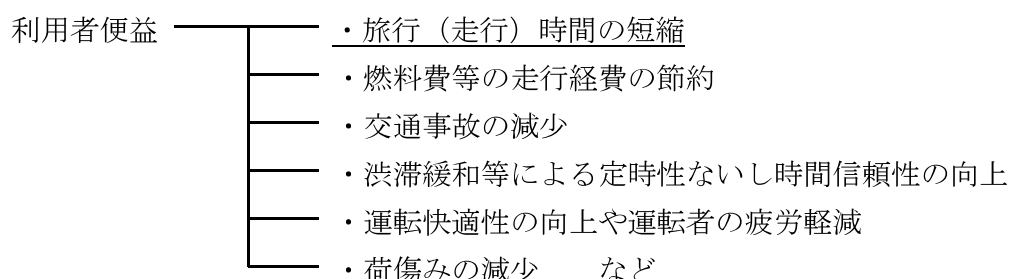 利用者便益
・旅行（走行）時間の短縮
・燃料費等の走行経費の節約
・交通事故の減少
・渋滞緩和等による定時性ないし時間信頼性の向上
・運転快適性の向上や運転者の疲労軽減
・荷傷みの減少　　など